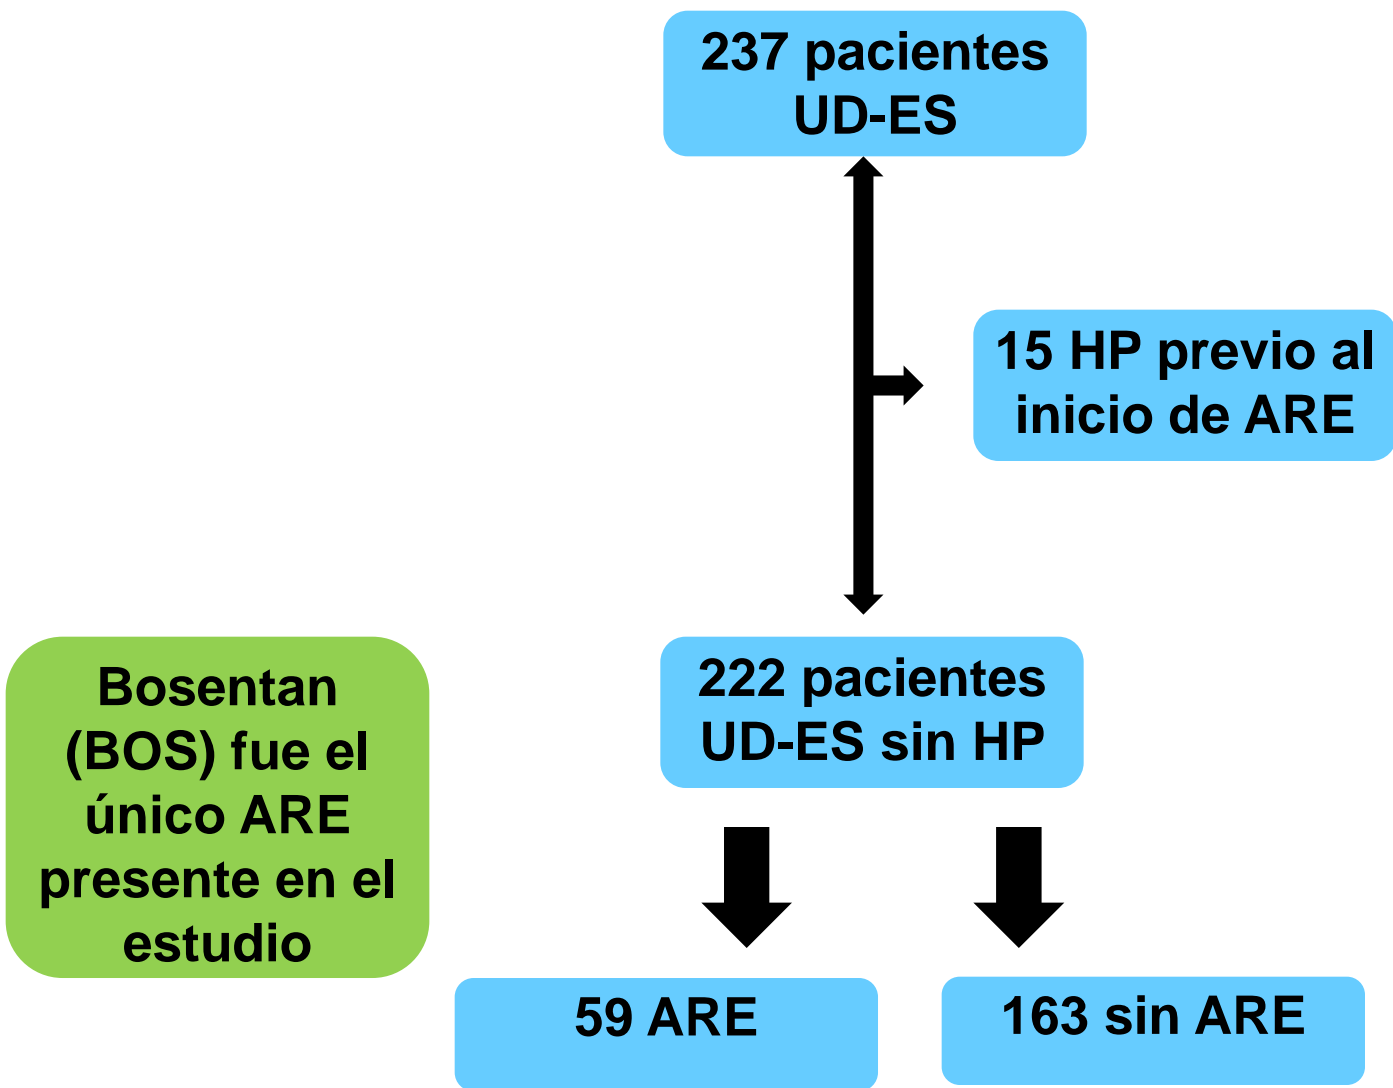 237 pacientes
UD-ES
15 HP previo al
inicio de ARE
222 pacientes
UD-ES sin HP
Bosentan
(BOS) fue el
único ARE
presente en el
estudio
59 ARE
163 sin ARE